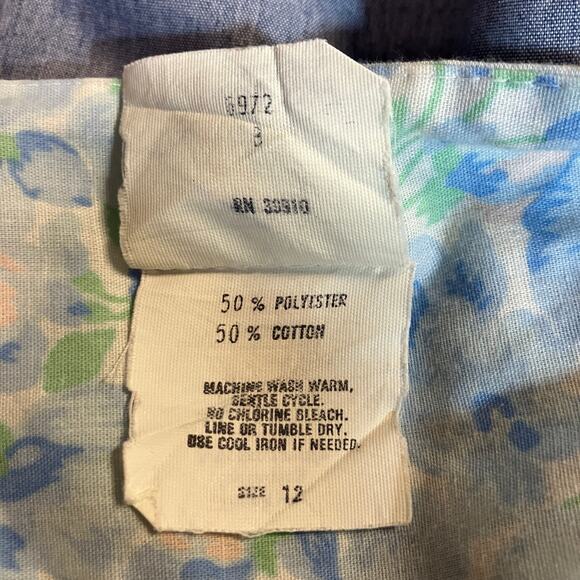 6972
B
RN 39910
50 % POLYESTER
50 % COTTON
MACHINE WASH WARM,
GENTLE CYCLE.
NO CHLORINE BLEACH.
LINE OR TUMBLE DRY.
USE COOL IRON IF NEEDED.
SIZE 12